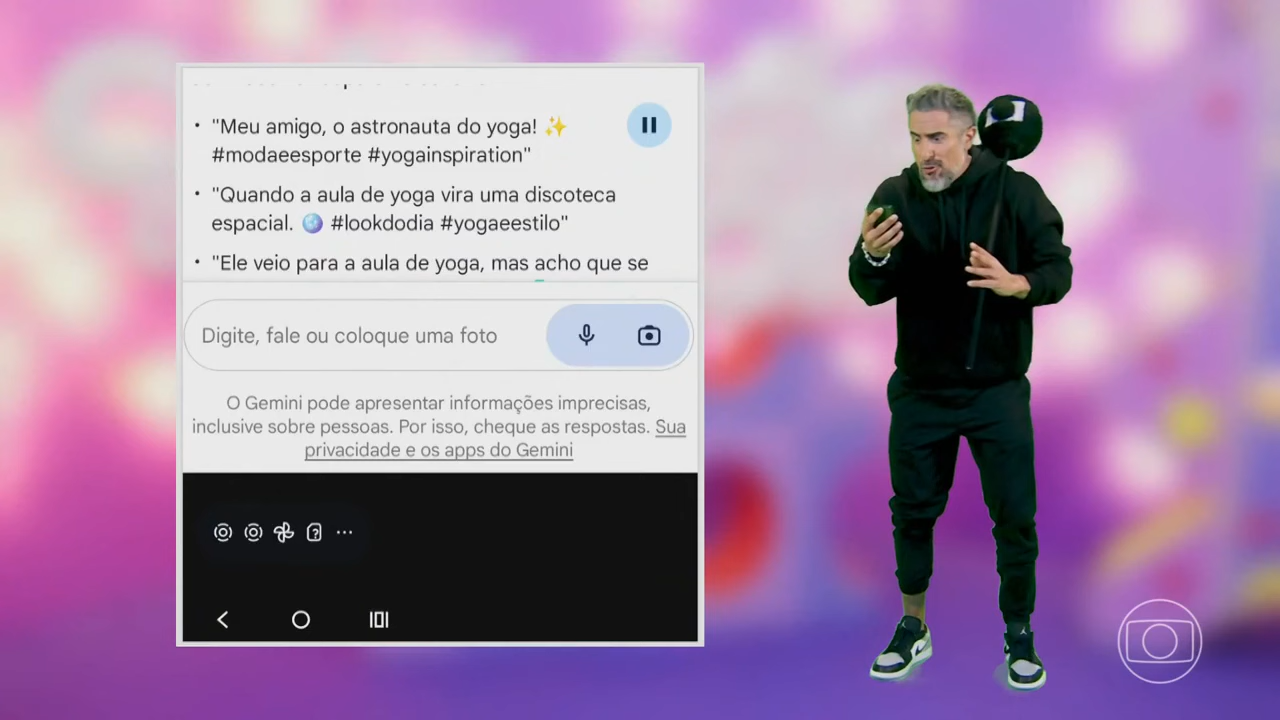 • "Meu amigo, o astronauta do yoga! ✨
#modaeesporte #yogainspiration"
• "Quando a aula de yoga vira uma discoteca
espacial. 🪩 #lookdodia #yogaeestilo"
• "Ele veio para a aula de yoga, mas acho que se
Digite, fale ou coloque uma foto
O Gemini pode apresentar informações imprecisas,
inclusive sobre pessoas. Por isso, cheque as respostas. Sua
privacidade e os apps do Gemini